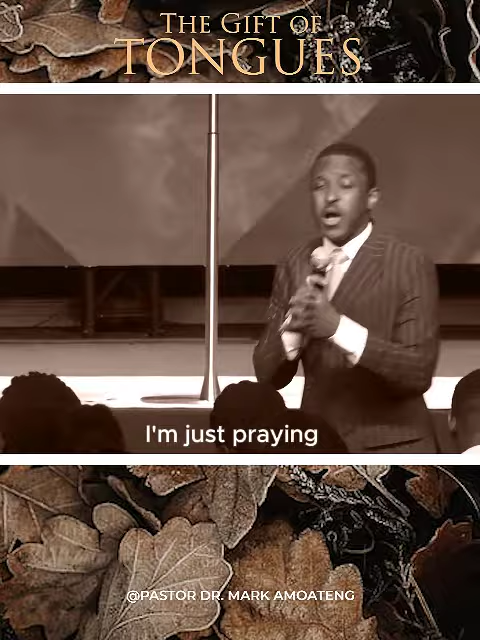 THE GIFT OF
TONGUES
I'm just praying
@PASTOR DR. MARK AMOATENG